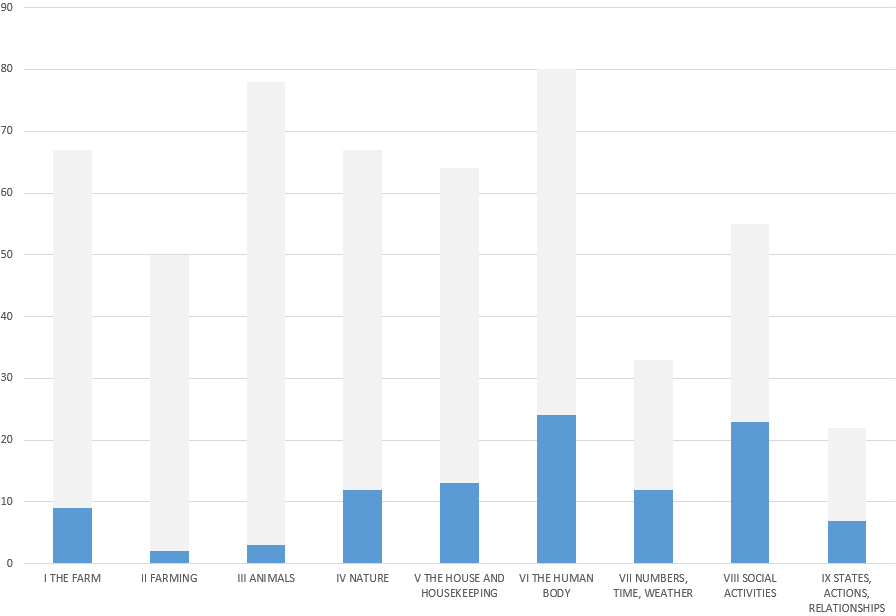 90
80
70
60
50
40
30
20
10
0
I THE FARM
II FARMING
III ANIMALS
IV NATURE
V THE HOUSE AND
HOUSEKEEPING
VI THE HUMAN
BODY
VII NUMBERS,
TIME, WEATHER
VIII SOCIAL
ACTIVITIES
IX STATES,
ACTIONS,
RELATIONSHIPS